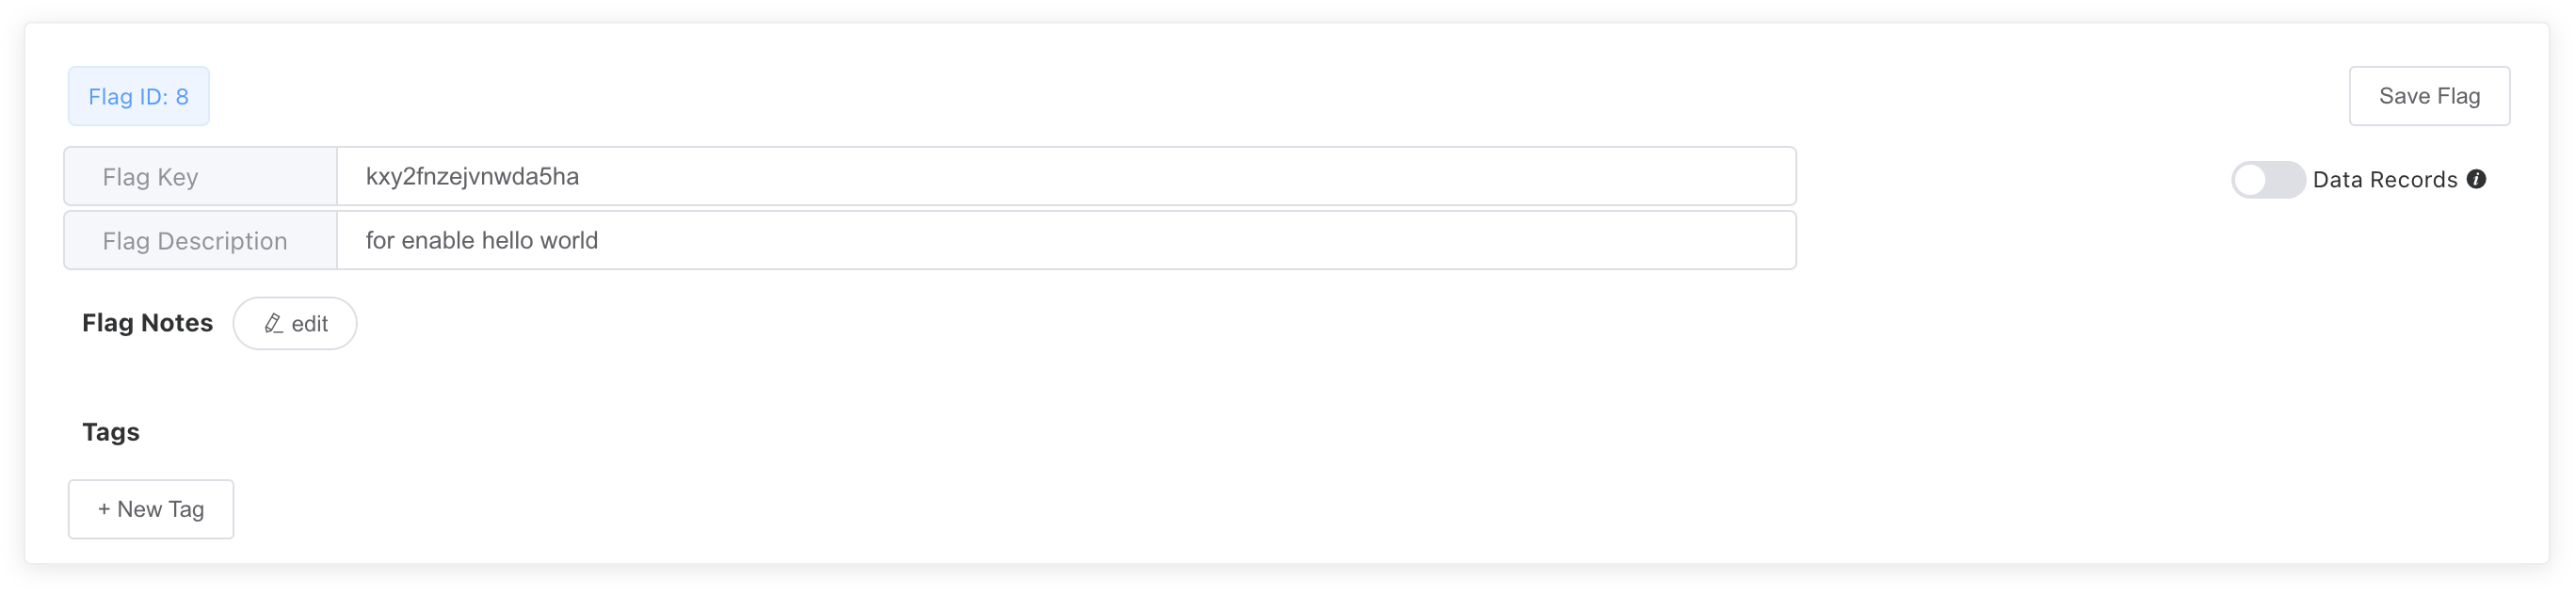 Flag ID: 8
Save Flag
Flag Key
kxy2fnzejvnwda5ha
Data Records
Flag Description
for enable hello world
Flag Notes
edit
Tags
+ New Tag